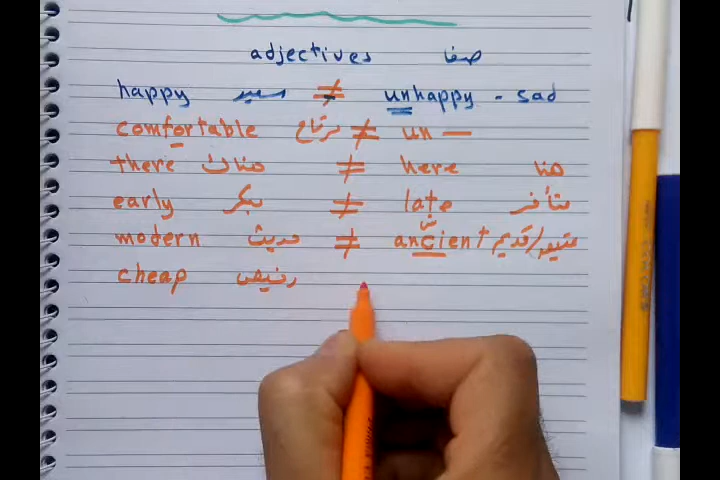 adjectives صفا
happy سعيد ≠ unhappy - sad
comfortable مرتاح ≠ un —
there هناك ≠ here هنا
early مبكر ≠ late متأخر
modern حديث ≠ ancient قديم/
ش
cheap رخيص